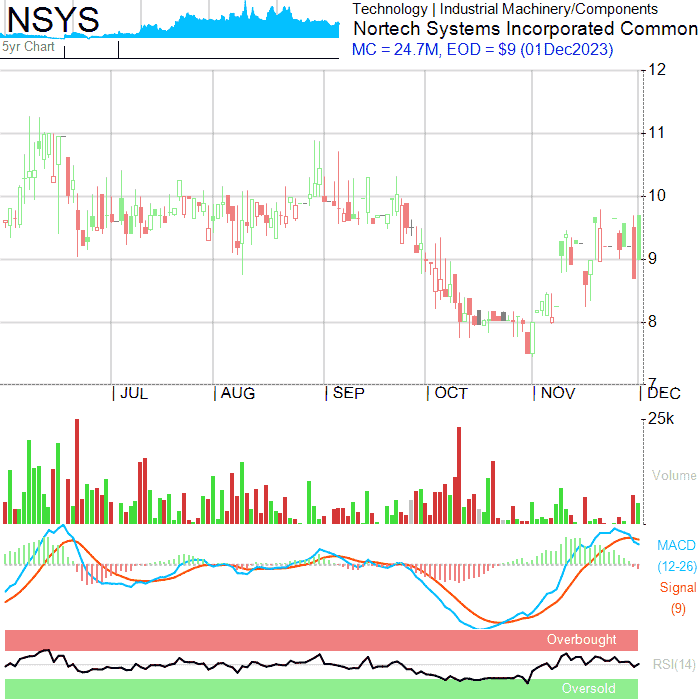 NSYS
Technology | Industrial Machinery/Components
Nortech Systems Incorporated Common
MC = 24.7M, EOD = $9 (01Dec2023)
5yr Chart
12
11
10
9
8
7
| JUL
| AUG
| SEP
| OCT
| NOV
| DEC
25k
Volume
MACD
(12-26)
Signal
(9)
Overbought
RSI(14)
Oversold